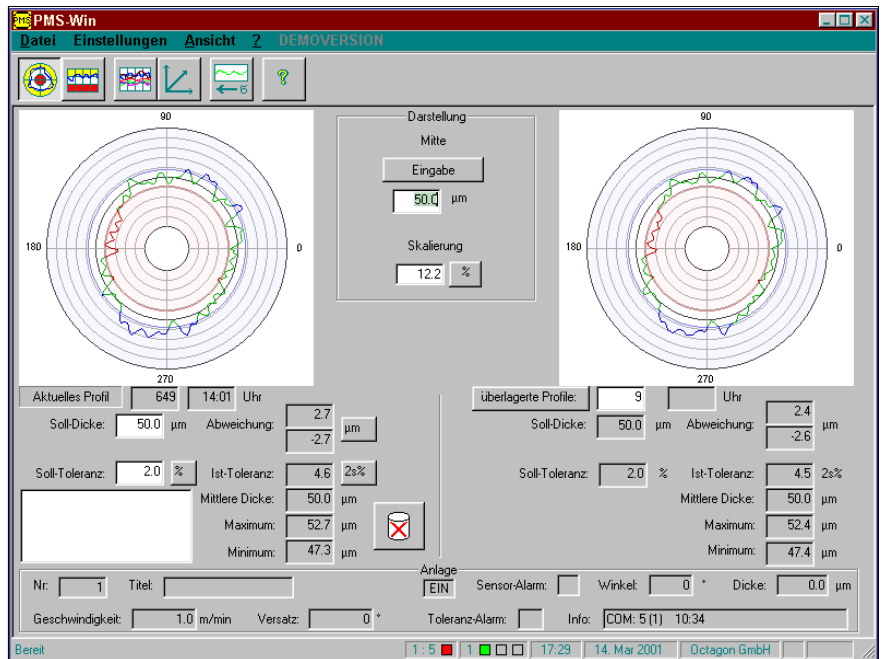 PMS PMS-Win
Datei Einstellungen Ansicht ? DEMOVERSION
6
?
90
180
0
270
Darstellung
Mitte
Eingabe
50.0 µm
Skalierung
12.2 %
90
180
0
270
Aktuelles Profil 649 14:01 Uhr
Soll-Dicke: 50.0 µm Abweichung: 2.7 µm
-2.7
Soll-Toleranz: 2.0 % Ist-Toleranz: 4.6 2s%
Mittlere Dicke: 50.0 µm
Maximum: 52.7 µm
Minimum: 47.3 µm
überlagerte Profile: 9 Uhr
Soll-Dicke: 50.0 µm Abweichung: 2.4 µm
-2.6
Soll-Toleranz: 2.0 % Ist-Toleranz: 4.5 2s%
Mittlere Dicke: 50.0 µm
Maximum: 52.4 µm
Minimum: 47.4 µm
Anlage
Nr: 1 Titel: EIN Sensor-Alarm: Winkel: 0 ° Dicke: 0.0 µm
Geschwindigkeit: 1.0 m/min Versatz: 0 ° Toleranz-Alarm: Info: COM: 5 (1) 10:34
Bereit 1 : 5 1 17:29 14. Mar 2001 Octagon GmbH